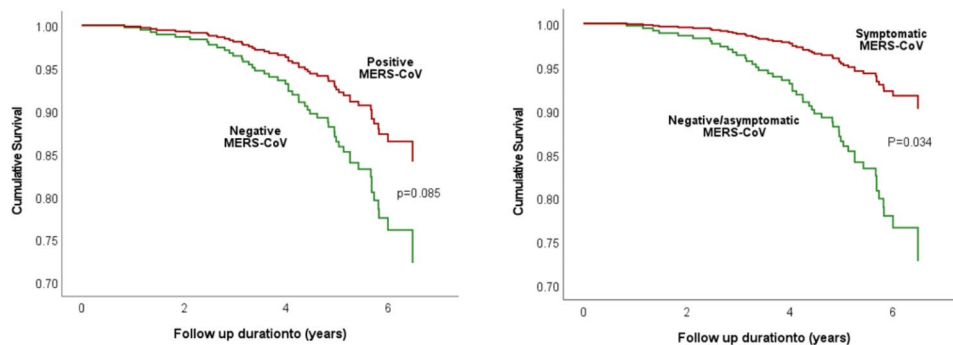 1.00
0.95
0.90
0.85
0.80
0.75
0.70
Cumulative Survival
Positive
MERS-CoV
Negative
MERS-CoV
p=0.085
0
2
4
6
Follow up durationto (years)
1.00
0.95
0.90
0.85
0.80
0.75
0.70
Cumulative Survival
Symptomatic
MERS-CoV
Negative/asymptomatic
MERS-CoV
P=0.034
0
2
4
6
Follow up durationto (years)